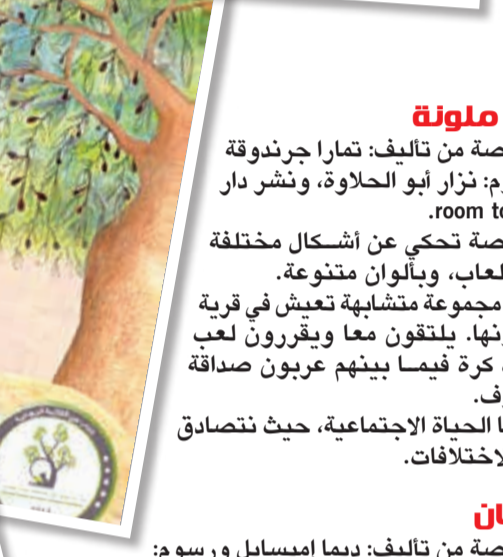 ملونة
صة من تأليف: تمارا جرندوقة
م: نزار أبو الحلاوة، ونشر دار
room to.
صة تحكي عن أشكال مختلفة
لعاب، وبألوان متنوعة.
مجموعة متشابهة تعيش في قرية
نها. يلتقون معا ويقررون لعب
كرة فيما بينهم عربون صداقة
ف.
ا الحياة الاجتماعية، حيث نتصادق
لاختلافات.
ان
صة من تأليف: ديما اميسايل ورسوم: